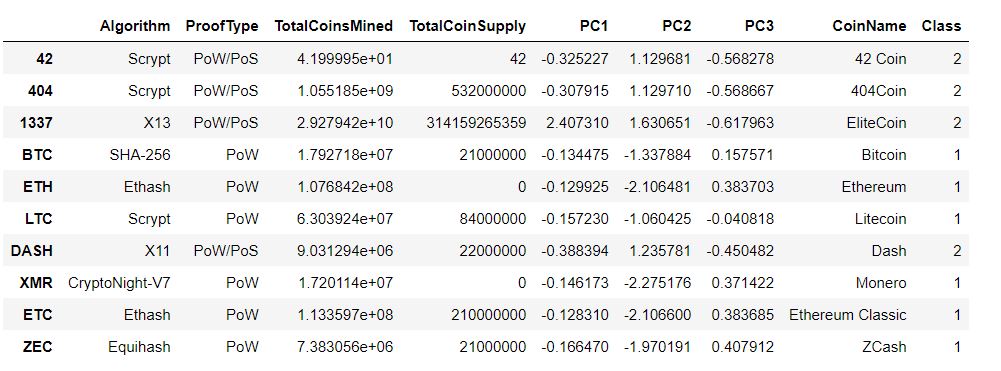 Algorithm ProofType TotalCoinsMined TotalCoinSupply PC1 PC2 PC3 CoinName Class
42 Scrypt PoW/PoS 4.199995e+01 42 -0.325227 1.129681 -0.568278 42 Coin 2
404 Scrypt PoW/PoS 1.055185e+09 532000000 -0.307915 1.129710 -0.568667 404Coin 2
1337 X13 PoW/PoS 2.927942e+10 314159265359 2.407310 1.630651 -0.617963 EliteCoin 2
BTC SHA-256 PoW 1.792718e+07 21000000 -0.134475 -1.337884 0.157571 Bitcoin 1
ETH Ethash PoW 1.076842e+08 0 -0.129925 -2.106481 0.383703 Ethereum 1
LTC Scrypt PoW 6.303924e+07 84000000 -0.157230 -1.060425 -0.040818 Litecoin 1
DASH X11 PoW/PoS 9.031294e+06 22000000 -0.388394 1.235781 -0.450482 Dash 2
XMR CryptoNight-V7 PoW 1.720114e+07 0 -0.146173 -2.275176 0.371422 Monero 1
ETC Ethash PoW 1.133597e+08 210000000 -0.128310 -2.106600 0.383685 Ethereum Classic 1
ZEC Equihash PoW 7.383056e+06 21000000 -0.166470 -1.970191 0.407912 ZCash 1